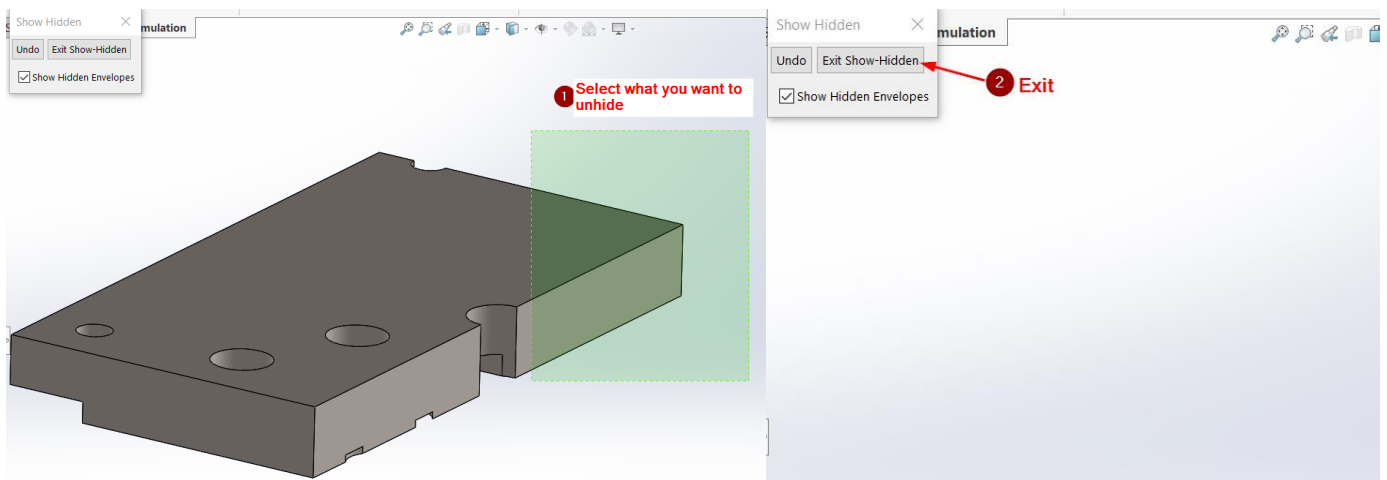 Show Hidden
mulation
Undo Exit Show-Hidden
Show Hidden Envelopes
1 Select what you want to
unhide
Show Hidden
mulation
Undo Exit Show-Hidden
2 Exit
Show Hidden Envelopes